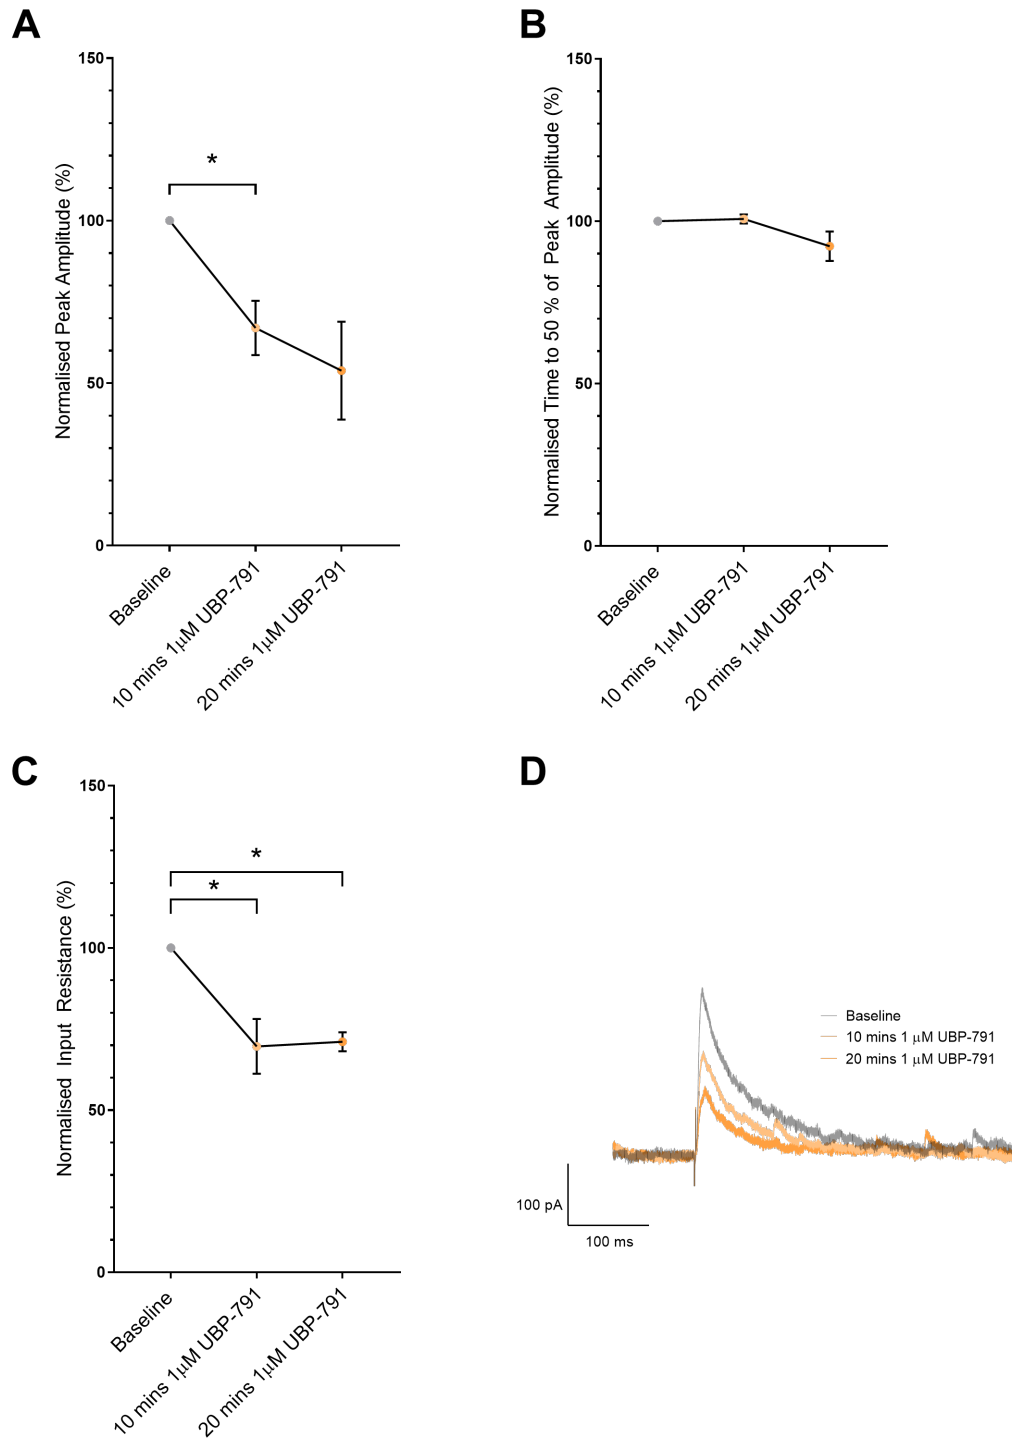 A
150
100
50
0
Normalised Peak Amplitude (%)
*
Baseline
10 mins 1µM UBP-791
20 mins 1µM UBP-791
B
150
100
50
0
Normalised Time to 50 % of Peak Amplitude (%)
Baseline
10 mins 1µM UBP-791
20 mins 1µM UBP-791
C
150
100
50
0
Normalised Input Resistance (%)
*
*
Baseline
10 mins 1µM UBP-791
20 mins 1µM UBP-791
D
Baseline
10 mins 1 µM UBP-791
20 mins 1 µM UBP-791
100 pA
100 ms